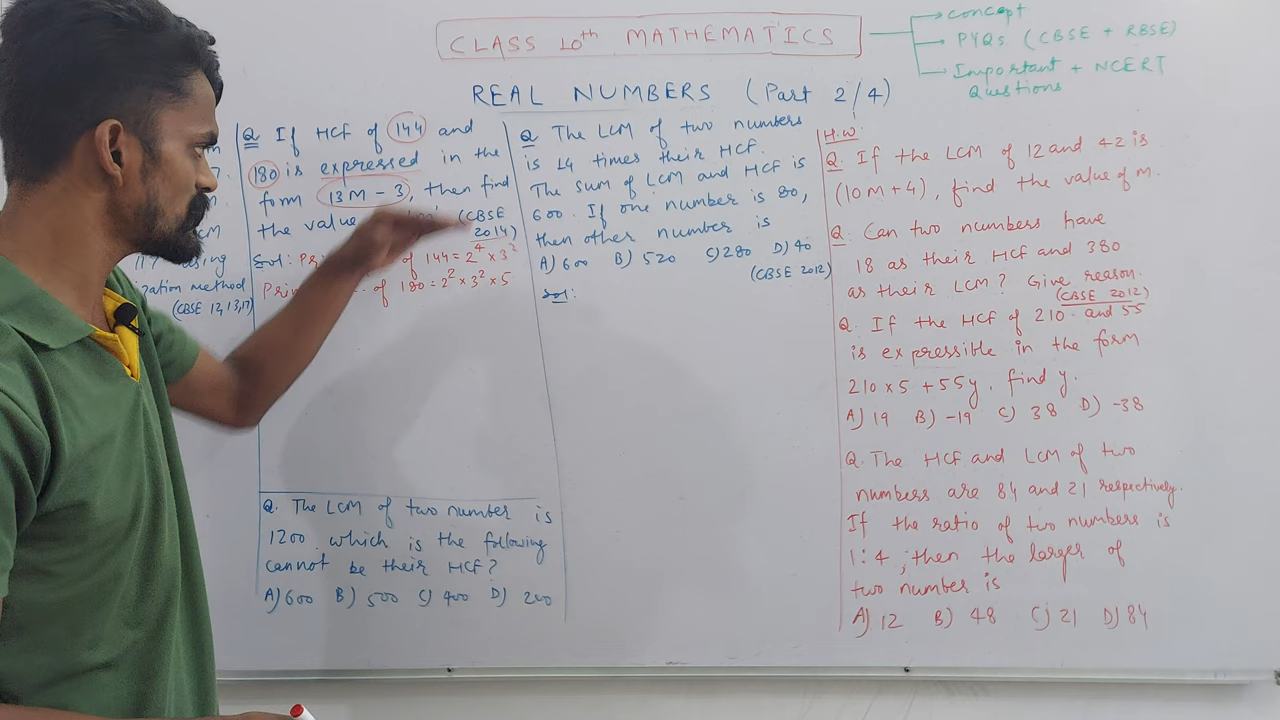 CLASS 10th MATHEMATICS
concept
PYQs (CBSE + RBSE)
Important + NCERT
Questions
REAL NUMBERS (Part 2/4)
using
method
(CBSE 12, 13, 17)
Q If HCF of 144 and
180 is expressed in the
form 13M - 3, then find
the value (CBSE
2014)
Sol: of 144 = 2^4 × 3^2
of 180 = 2^2 × 3^2 × 5
Q. The LCM of two number is
1200. which is the following
cannot be their HCF?
A) 600 B) 500 C) 400 D) 200
Q The LCM of two numbers
is 14 times their HCF.
The sum of LCM and HCF is
600. If one number is 80,
then other number is
A) 600 B) 520 C) 280 D) 40
(CBSE 2012)
Sol:
H.W.
Q. If the LCM of 12 and 42 is
(10M + 4), find the value of m.
Q. Can two numbers have
18 as their HCF and 380
as their LCM? Give reason.
(CBSE 2012)
Q. If the HCF of 210 and 55
is expressible in the form
210 × 5 + 55y, find y.
A) 19 B) -19 C) 38 D) -38
Q. The HCF and LCM of two
numbers are 84 and 21 respectively.
If the ratio of two numbers is
1:4, then the larger of
two number is
A) 12 B) 48 C) 21 D) 84